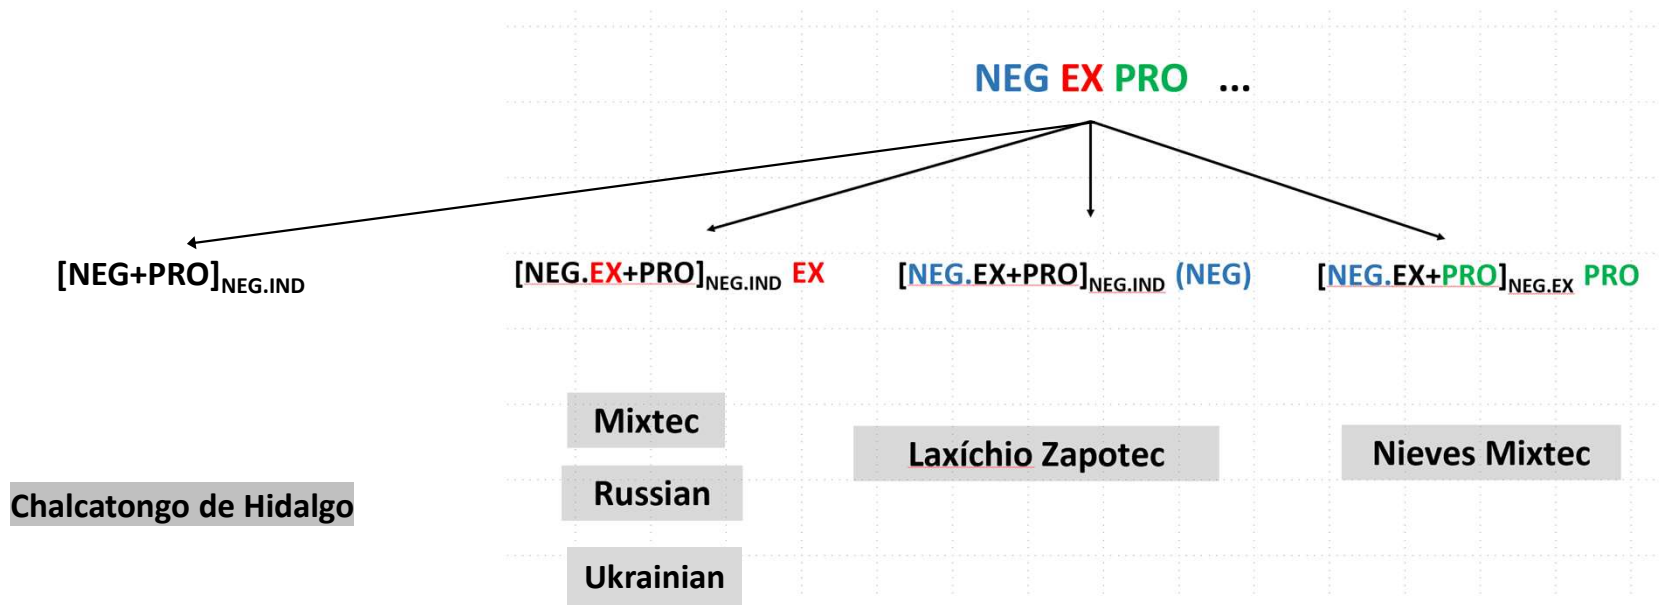 NEG EX PRO ...
[NEG+PRO]NEG.IND
[NEG.EX+PRO]NEG.IND EX
[NEG.EX+PRO]NEG.IND (NEG)
[NEG.EX+PRO]NEG.EX PRO
Mixtec
Laxíchio Zapotec
Nieves Mixtec
Russian
Chalcatongo de Hidalgo
Ukrainian